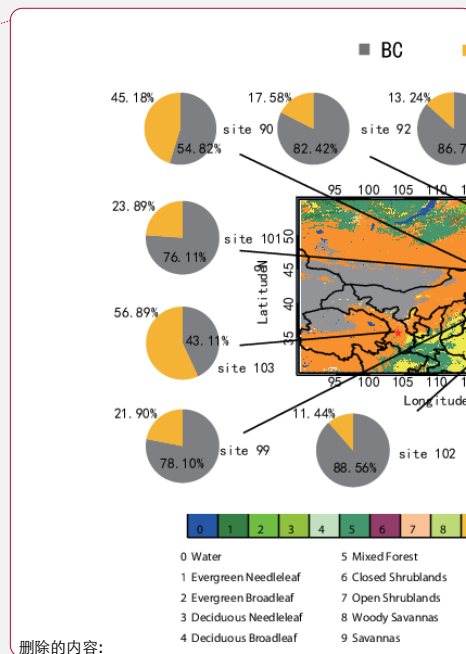 BC
45.18%
54.82%
site 90
17.58%
82.42%
site 92
13.24%
86.7
23.89%
76.11%
site 101
56.89%
43.11%
site 103
21.90%
78.10%
site 99
11.44%
88.56%
site 102
95 100 105 110 1
50
45
40
35
Latitude
95 100 105 110
Longitude
0 1 2 3 4 5 6 7 8
0 Water
1 Evergreen Needleleaf
2 Evergreen Broadleaf
3 Deciduous Needleleaf
4 Deciduous Broadleaf
5 Mixed Forest
6 Closed Shrublands
7 Open Shrublands
8 Woody Savannas
9 Savannas
删除的内容: